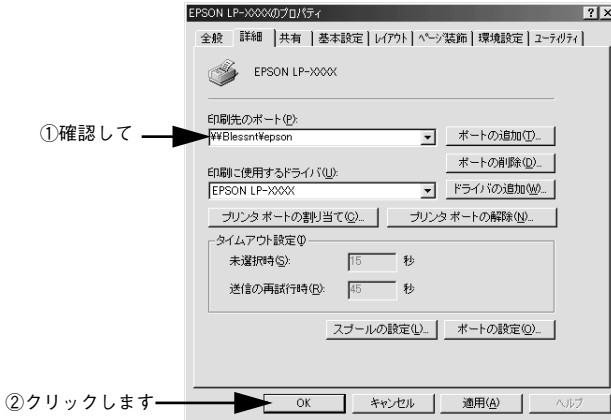 EPSON LP-XXXXのプロパティ
全般 詳細 共有 基本設定 レイアウト ページ装飾 環境設定 ユーティリティ
EPSON LP-XXXX
印刷先のポート(P):
①確認して
¥¥Blessnt¥epson ポートの追加(T)...
ポートの削除(D)...
印刷に使用するドライバ(U):
EPSON LP-XXXX ドライバの追加(W)...
プリンタ ポートの割り当て(C)... プリンタ ポートの解除(N)...
タイムアウト設定(I)
未選択時(S): 15 秒
送信の再試行時(R): 45 秒
スプールの設定(L)... ポートの設定(O)...
②クリックします
OK キャンセル 適用(A) ヘルプ